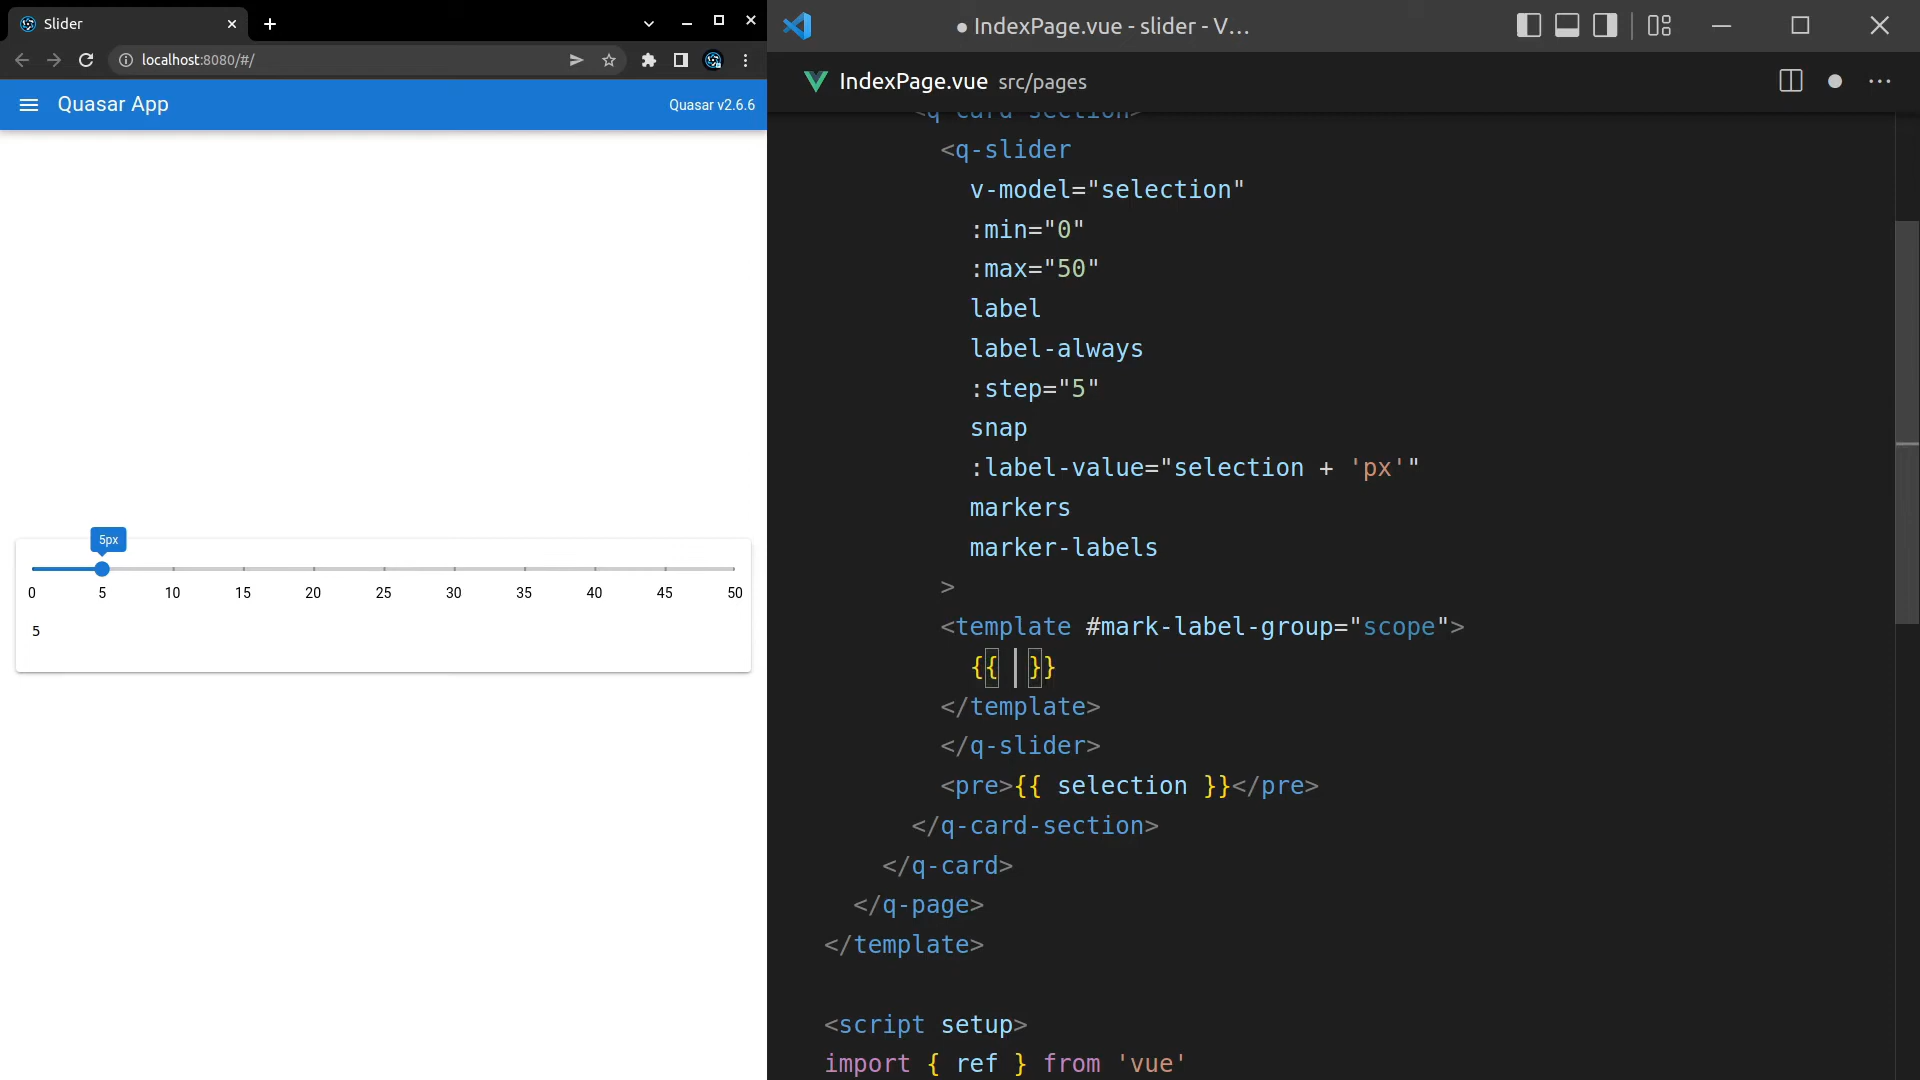 Slider
localhost:8080/#/
Quasar App
Quasar v2.6.6
5px
0 5 10 15 20 25 30 35 40 45 50
5
● IndexPage.vue - slider - V...
IndexPage.vue src/pages
<q-card-section>
<q-slider
v-model="selection"
:min="0"
:max="50"
label
label-always
:step="5"
snap
:label-value="selection + 'px'"
markers
marker-labels
>
<template #mark-label-group="scope">
{{ }}
</template>
</q-slider>
<pre>{{ selection }}</pre>
</q-card-section>
</q-card>
</q-page>
</template>
<script setup>
import { ref } from 'vue'